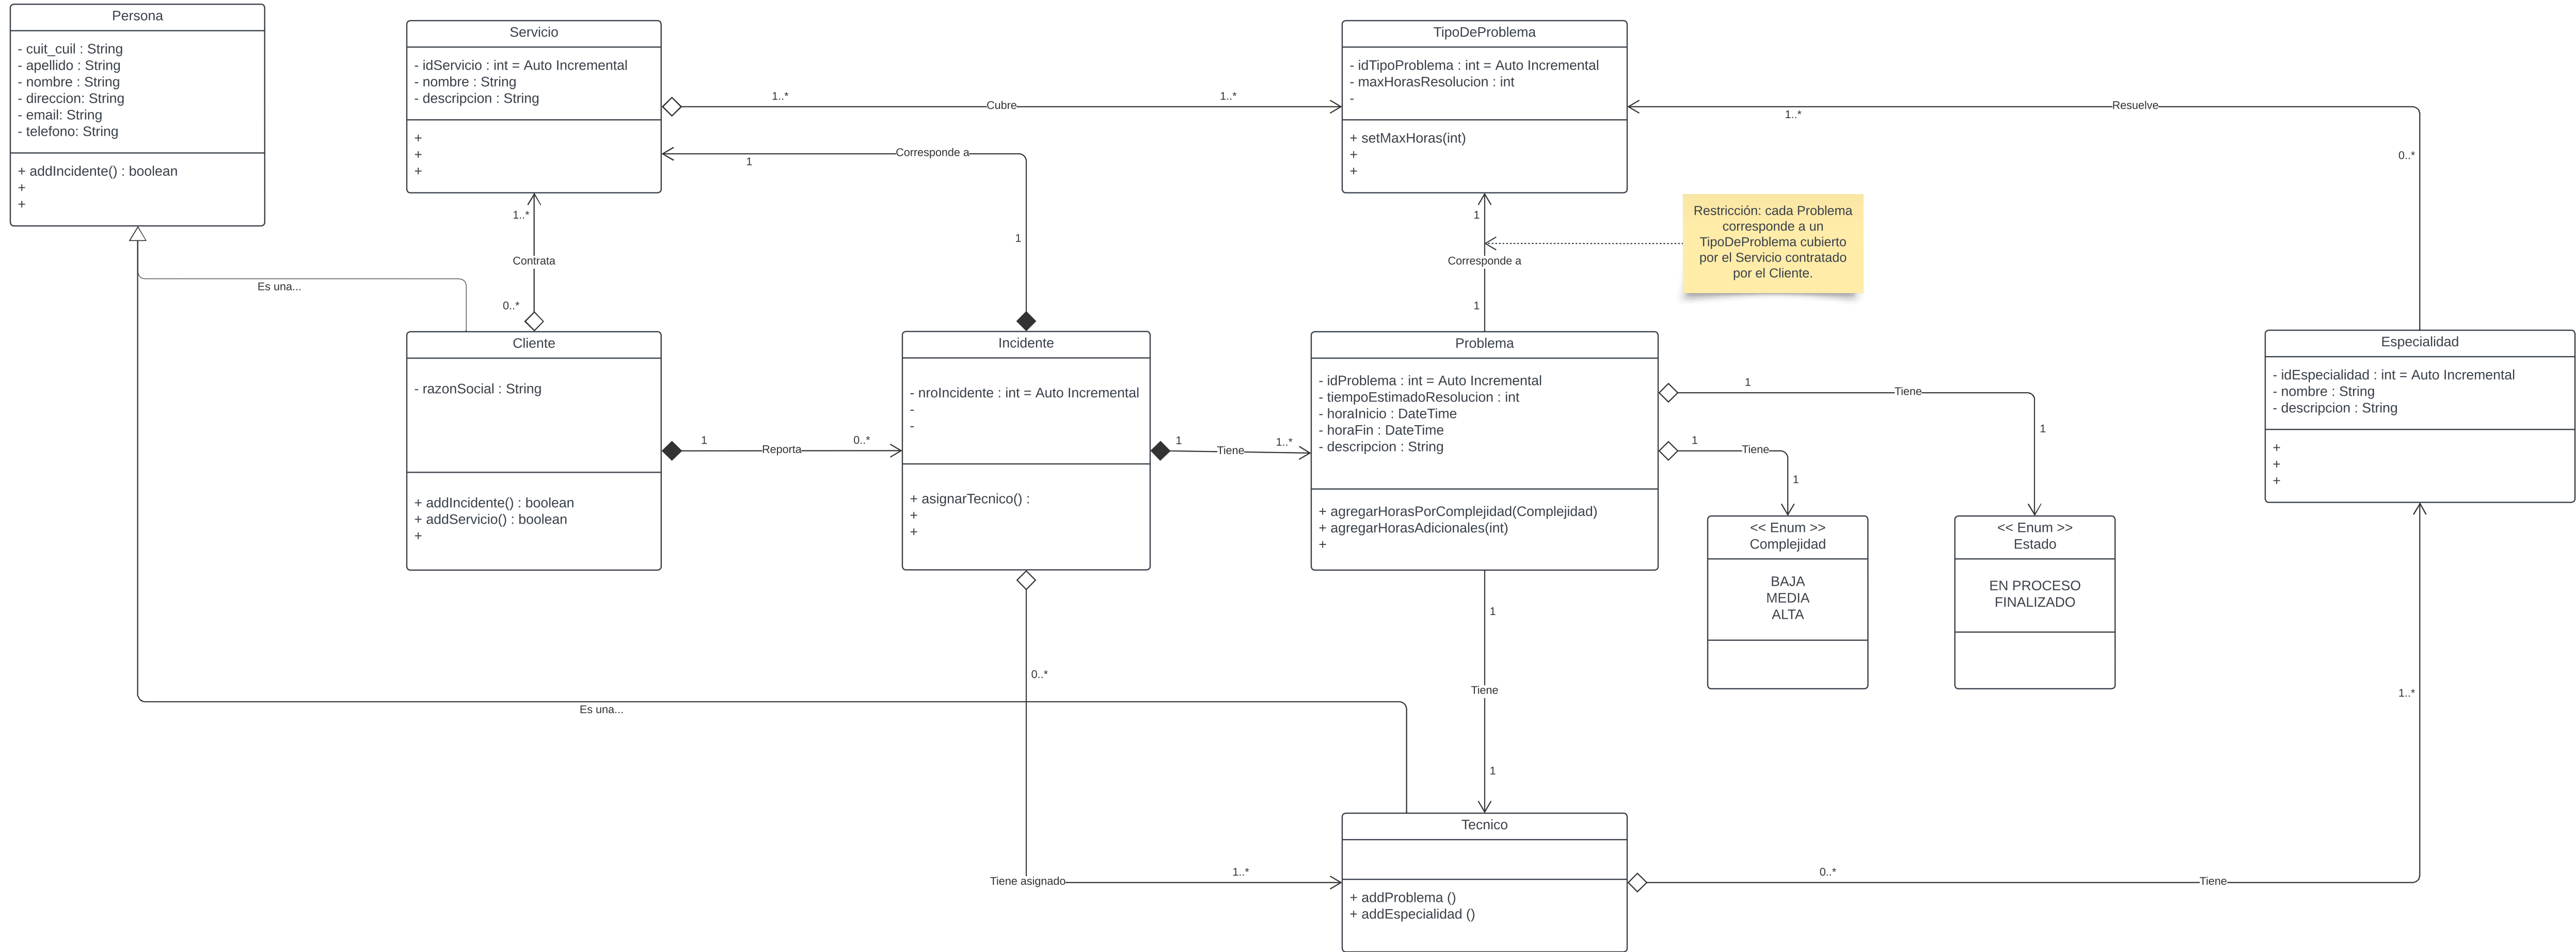 Persona
- cuit_cuil : String
- apellido : String
- nombre : String
- direccion: String
- email: String
- telefono: String
+ addIncidente() : boolean
+
+
Servicio
- idServicio : int = Auto Incremental
- nombre : String
- descripcion : String
+
+
+
TipoDeProblema
- idTipoProblema : int = Auto Incremental
- maxHorasResolucion : int
-
+ setMaxHoras(int)
+
+
1..*
Cubre
1..*
Resuelve
1..*
0..*
Corresponde a
1
1
1..*
Contrata
0..*
1
Corresponde a
1
Restricción: cada Problema
corresponde a un
TipoDeProblema cubierto
por el Servicio contratado
por el Cliente.
Es una...
Cliente
- razonSocial : String
+ addIncidente() : boolean
+ addServicio() : boolean
+
1
Reporta
0..*
Incidente
- nroIncidente : int = Auto Incremental
-
-
+ asignarTecnico() :
+
+
1
Tiene
1..*
Problema
- idProblema : int = Auto Incremental
- tiempoEstimadoResolucion : int
- horaInicio : DateTime
- horaFin : DateTime
- descripcion : String
+ agregarHorasPorComplejidad(Complejidad)
+ agregarHorasAdicionales(int)
+
1
Tiene
1
1
Tiene
1
Especialidad
- idEspecialidad : int = Auto Incremental
- nombre : String
- descripcion : String
+
+
+
<< Enum >>
Complejidad
BAJA
MEDIA
ALTA
<< Enum >>
Estado
EN PROCESO
FINALIZADO
1
Tiene
1
0..*
Es una...
1..*
Tiene asignado
1..*
Tecnico
+ addProblema ()
+ addEspecialidad ()
0..*
Tiene